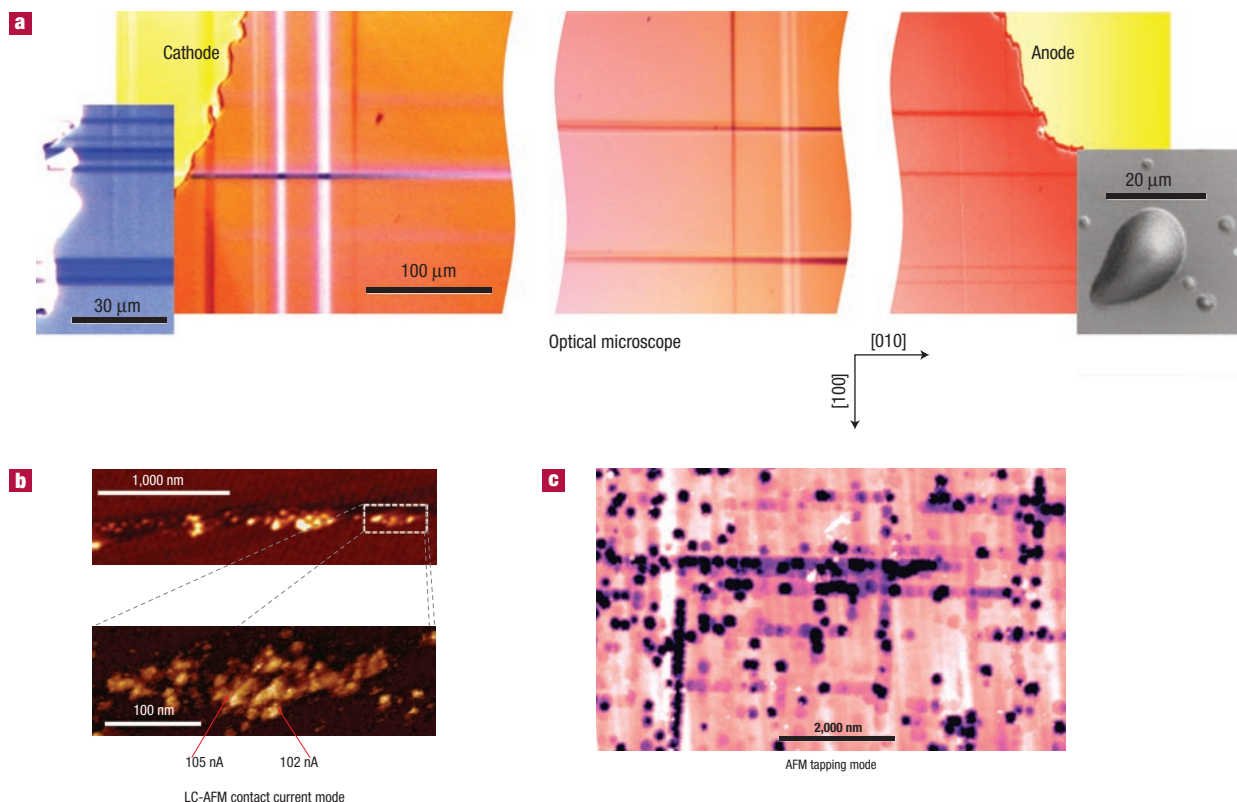 a
Cathode
Anode
20 μm
100 μm
30 μm
Optical microscope
[010]
[100]
b
1,000 nm
100 nm
105 nA
102 nA
LC-AFM contact current mode
c
2,000 nm
AFM tapping mode